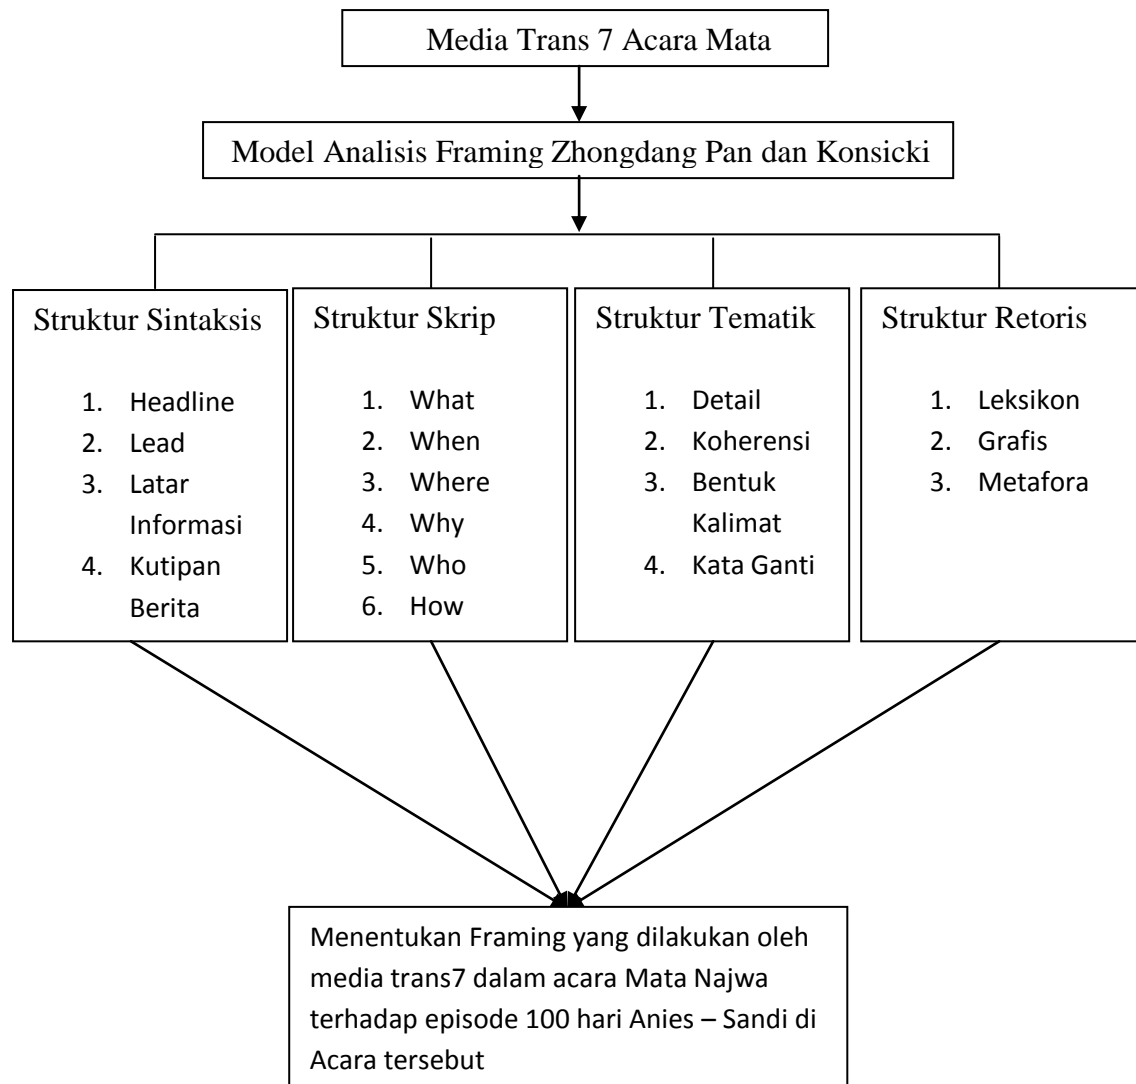 Media Trans 7 Acara Mata
Model Analisis Framing Zhongdang Pan dan Konsicki
Struktur Sintaksis
1. Headline
2. Lead
3. Latar
Informasi
4. Kutipan
Berita
Struktur Skrip
1. What
2. When
3. Where
4. Why
5. Who
6. How
Struktur Tematik
1. Detail
2. Koherensi
3. Bentuk
Kalimat
4. Kata Ganti
Struktur Retoris
1. Leksikon
2. Grafis
3. Metafora
Menentukan Framing yang dilakukan oleh
media trans7 dalam acara Mata Najwa
terhadap episode 100 hari Anies – Sandi di
Acara tersebut